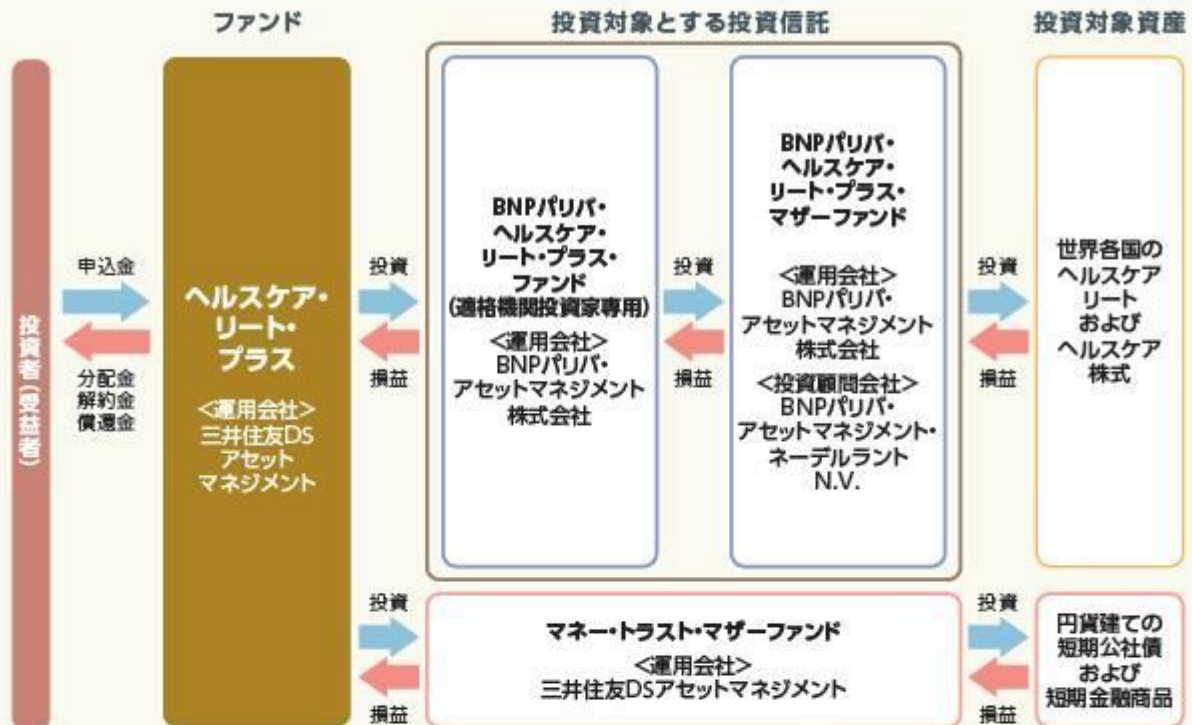 ファンド
投資対象とする投資信託
投資対象資産
投資者(受益者)
申込金
分配金
解約金
償還金
ヘルスケア・
リート・
プラス
<運用会社>
三井住友DS
アセット
マネジメント
投資
損益
BNPパリバ・
ヘルスケア・
リート・プラス・
ファンド
(適格機関投資家専用)
<運用会社>
BNPパリバ・
アセットマネジメント
株式会社
投資
損益
BNPパリバ・
ヘルスケア・
リート・プラス・
マザーファンド
<運用会社>
BNPパリバ・
アセットマネジメント
株式会社
<投資顧問会社>
BNPパリバ・
アセットマネジメント・
ネーデルラント
N.V.
投資
損益
世界各国の
ヘルスケア
リート
および
ヘルスケア
株式
投資
損益
マネー・トラスト・マザーファンド
<運用会社>
三井住友DSアセットマネジメント
投資
損益
円貨建ての
短期公社債
および
短期金融商品